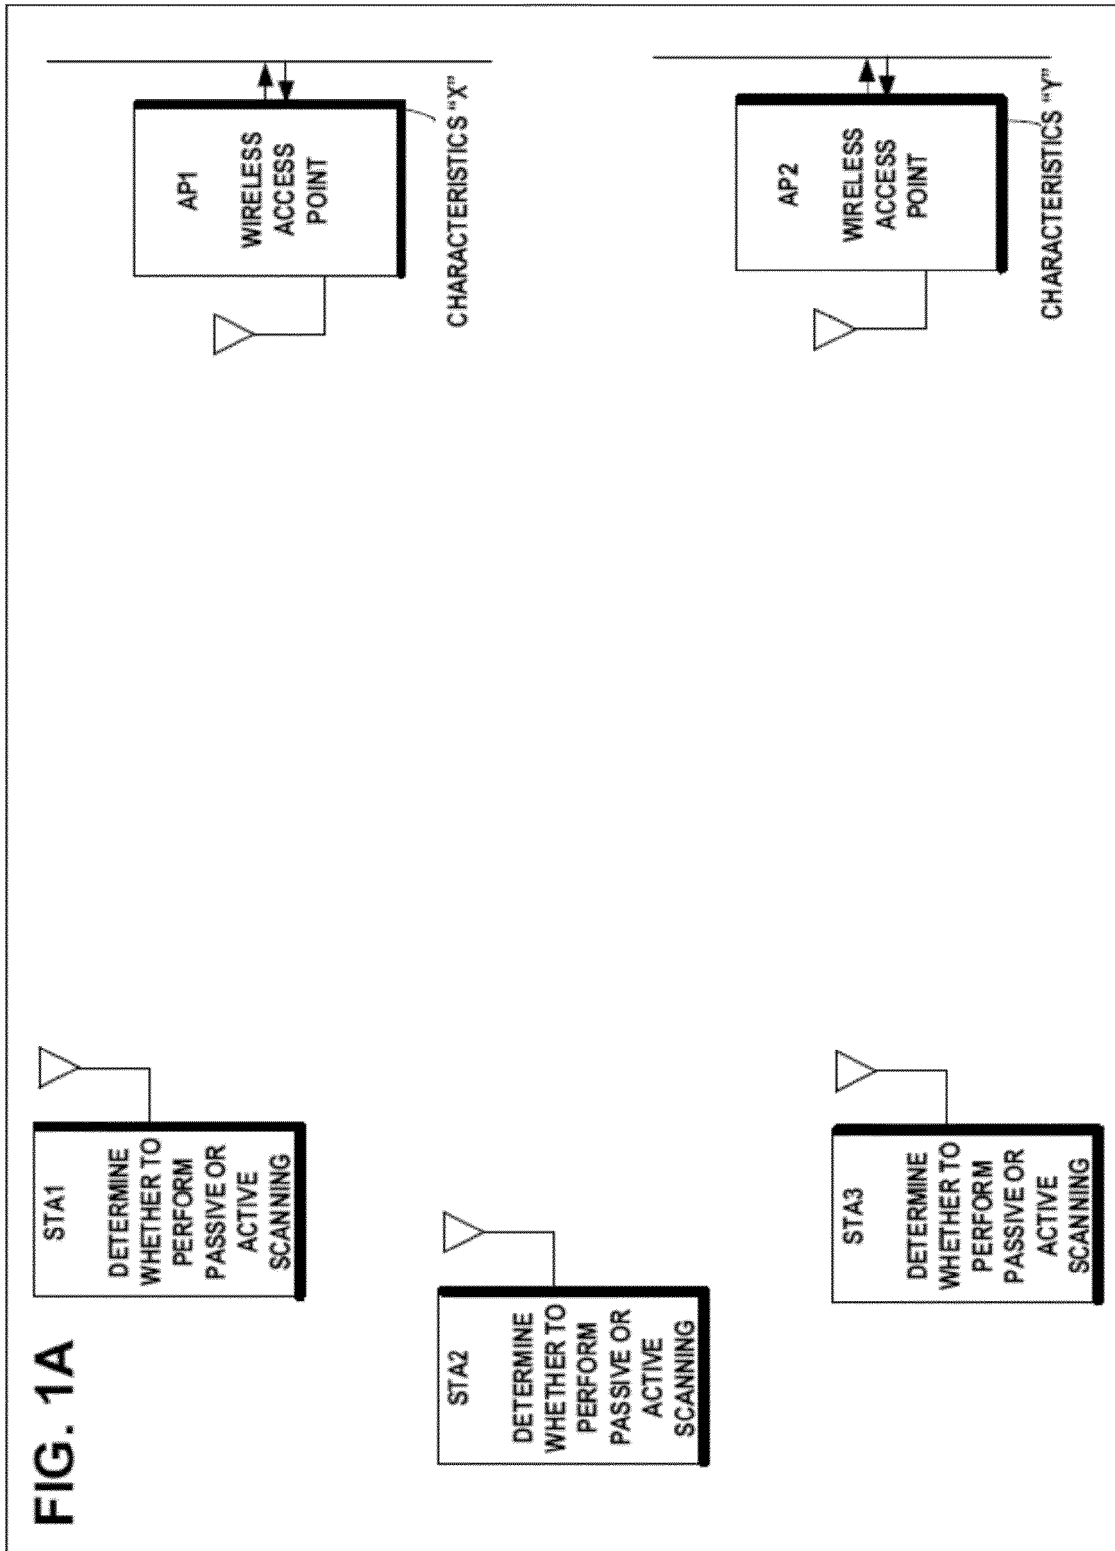 FIG. 1A
STA1
DETERMINE
WHETHER TO
PERFORM
PASSIVE OR
ACTIVE
SCANNING
STA2
DETERMINE
WHETHER TO
PERFORM
PASSIVE OR
ACTIVE
SCANNING
STA3
DETERMINE
WHETHER TO
PERFORM
PASSIVE OR
ACTIVE
SCANNING
AP1
WIRELESS
ACCESS
POINT
CHARACTERISTICS “X”
AP2
WIRELESS
ACCESS
POINT
CHARACTERISTICS “Y”